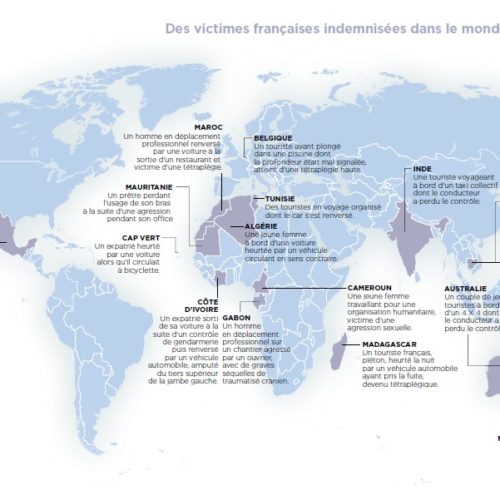 Des victimes françaises indemnisées dans le mond
MAROC
Un homme en déplacement
professionnel renversé
par une voiture à la
sortie d'un restaurant et
victime d'une tétraplégie.
BELGIQUE
Un touriste ayant plongé
dans une piscine dont
la profondeur était mal signalée,
atteint d'une tétraplégie haute.
MAURITANIE
Un prêtre perdant
l'usage de son bras
à la suite d'une agression
pendant son office
TUNISIE
Des touristes en voyage organisé
dont le car s'est renversé.
INDE
Une touriste voyageant
à bord d'un taxi collectif
dont le conducteur
a perdu le contrôle.
CAP VERT
Un expatrié heurté
par une voiture
alors qu'il circulait
à bicyclette.
ALGÉRIE
Une jeune femme
à bord d'une voiture
heurtée par un véhicule
circulant en sens contraire.
CÔTE
D'IVOIRE
Un expatrié sorti
de sa voiture à la
suite d'un contrôle
de gendarmerie
puis renversé
par un véhicule
automobile, amputé
du tiers supérieur
de la jambe gauche.
GABON
Un homme
en déplacement
professionnel sur
un chantier agressé
par un ouvrier,
avec de graves
séquelles de
traumatisé crânien.
CAMEROUN
Une jeune femme
travaillant pour une
organisation humanitaire,
victime d'une
agression sexuelle.
MADAGASCAR
Un touriste français,
piéton, heurté la nuit
par un véhicule automobile
ayant pris la fuite,
devenu tétraplégique.
AUSTRALIE
Un couple de je
touristes à bord
d'un 4 X 4 dont
le conducteur a
perdu le contrôl